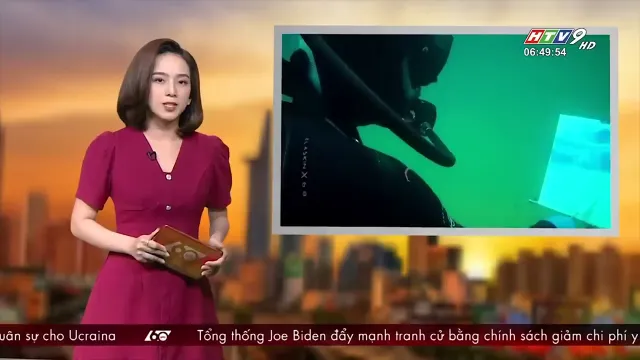 HTV9 HD
06:49:54
uân sự cho Ucraina 60 Tổng thống Joe Biden đẩy mạnh tranh cử bằng chính sách giảm chi phí y